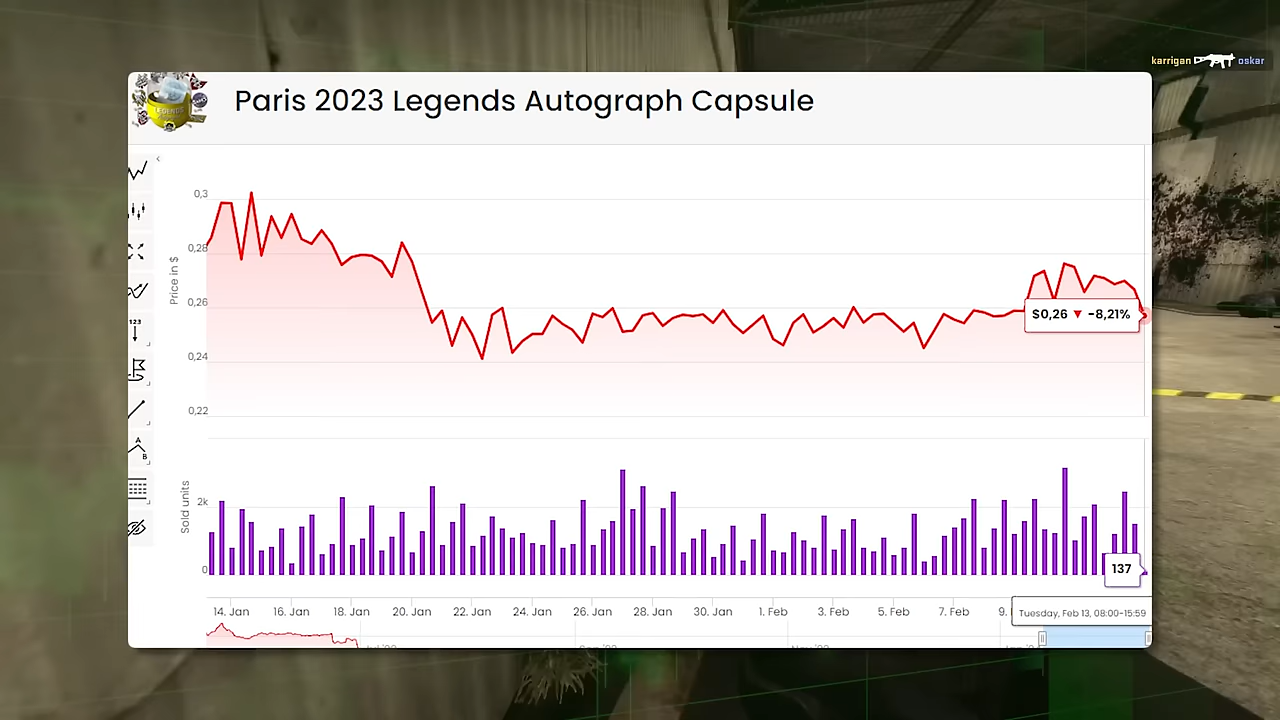 karrigan oskar
Paris 2023 Legends Autograph Capsule
LEGENDS
0,3
0,28
0,26
0,24
0,22
Price in $
$0,26 ▼ -8,21%
123
A
B
Sold units
2k
0
137
14. Jan 16. Jan 18. Jan 20. Jan 22. Jan 24. Jan 26. Jan 28. Jan 30. Jan 1. Feb 3. Feb 5. Feb 7. Feb 9.
Tuesday, Feb 13, 08:00-15:59